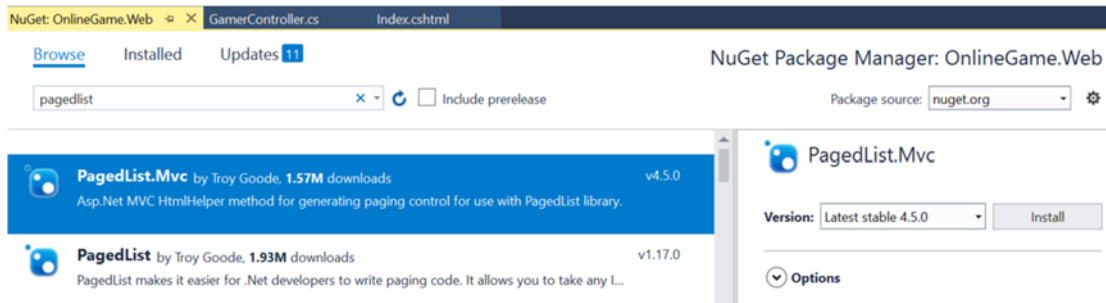 NuGet: OnlineGame.Web GamerController.cs Index.cshtml
Browse Installed Updates 11
NuGet Package Manager: OnlineGame.Web
pagedlist Include prerelease Package source: nuget.org
PagedList.Mvc by Troy Goode, 1.57M downloads v4.5.0
Asp.Net MVC HtmlHelper method for generating paging control for use with PagedList library.
PagedList.Mvc
Version: Latest stable 4.5.0 Install
PagedList by Troy Goode, 1.93M downloads v1.17.0
PagedList makes it easier for .Net developers to write paging code. It allows you to take any I...
Options